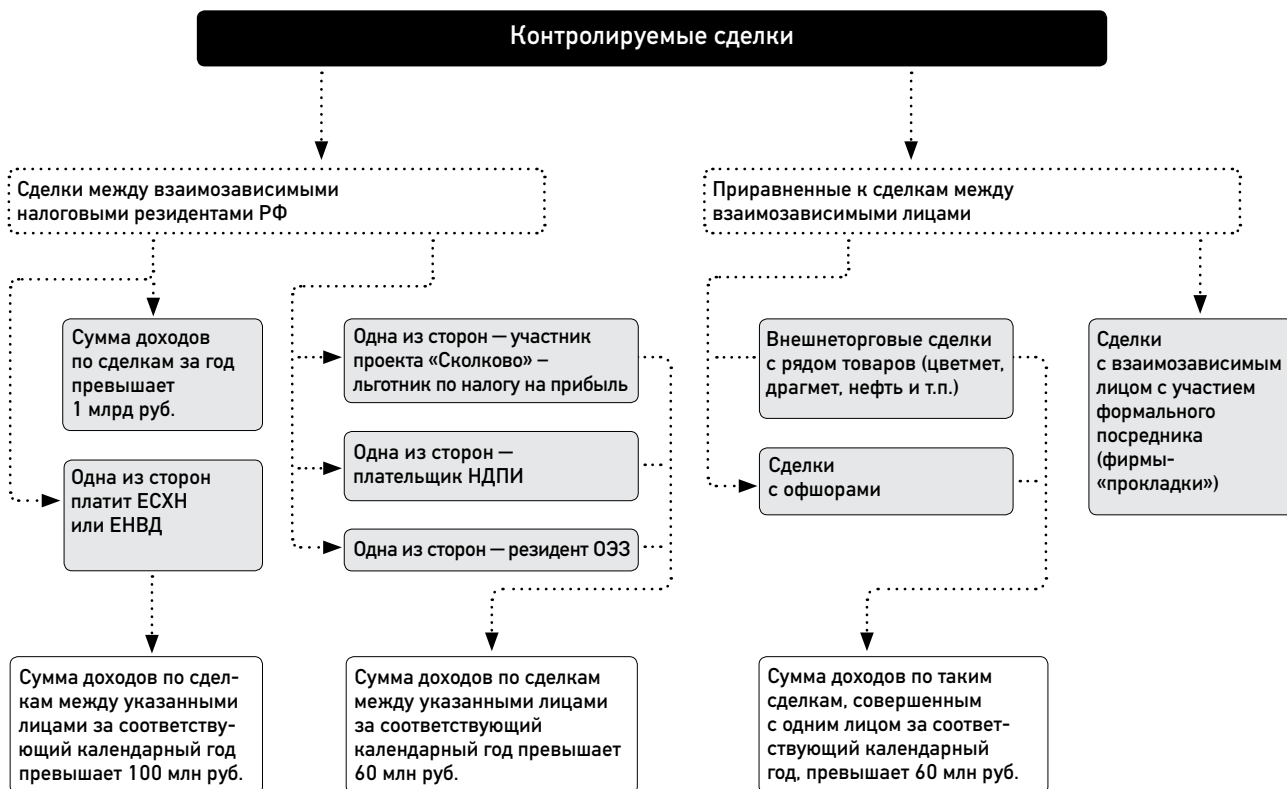 Контролируемые сделки
Сделки между взаимозависимыми
налоговыми резидентами РФ
Приравненные к сделкам между
взаимозависимыми лицами
Сумма доходов
по сделкам за год
превышает
1 млрд руб.
Одна из сторон
платит ЕСХН
или ЕНВД
Одна из сторон — участник
проекта «Сколково» –
льготник по налогу на прибыль
Одна из сторон —
плательщик НДПИ
Одна из сторон — резидент ОЭЗ
Внешнеторговые сделки
с рядом товаров (цветмет,
драгмет, нефть и т.п.)
Сделки
с офшорами
Сделки
с взаимозависимым
лицом с участием
формального
посредника
(фирмы-
«прокладки»)
Сумма доходов по сдел-
кам между указанными
лицами за соответству-
ющий календарный год
превышает 100 млн руб.
Сумма доходов по сделкам
между указанными лицами
за соответствующий
календарный год превышает
60 млн руб.
Сумма доходов по таким
сделкам, совершенным
с одним лицом за соответ-
ствующий календарный
год, превышает 60 млн руб.